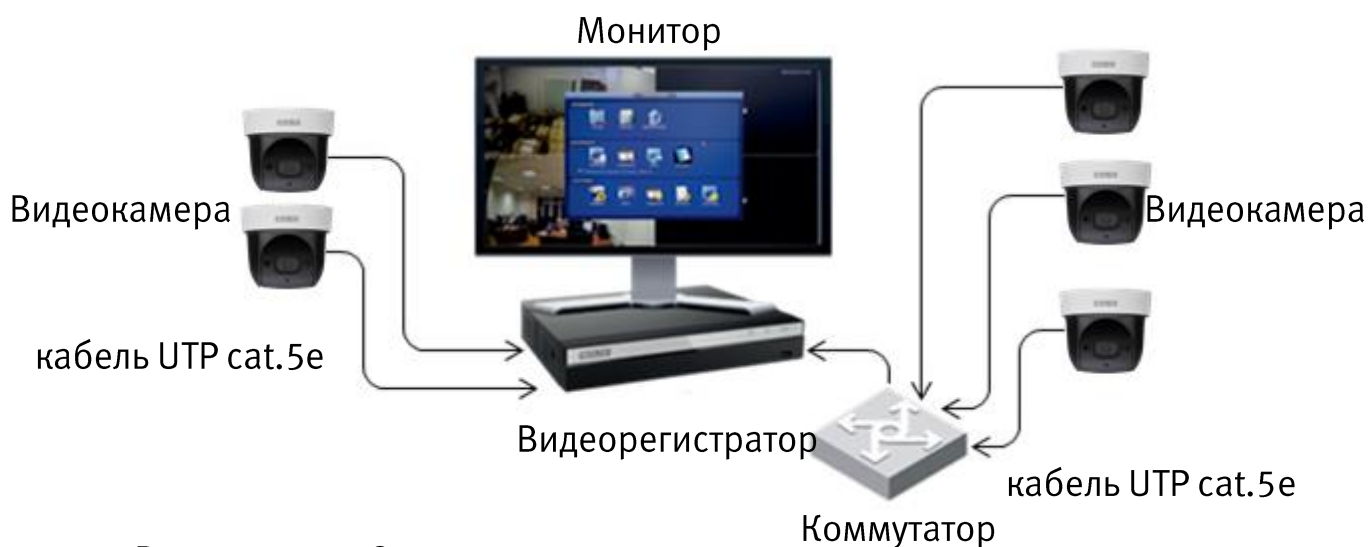 Монитор
Видеокамера
Видеокамера
кабель UTP cat.5e
Видеорегистратор
кабель UTP cat.5e
Коммутатор